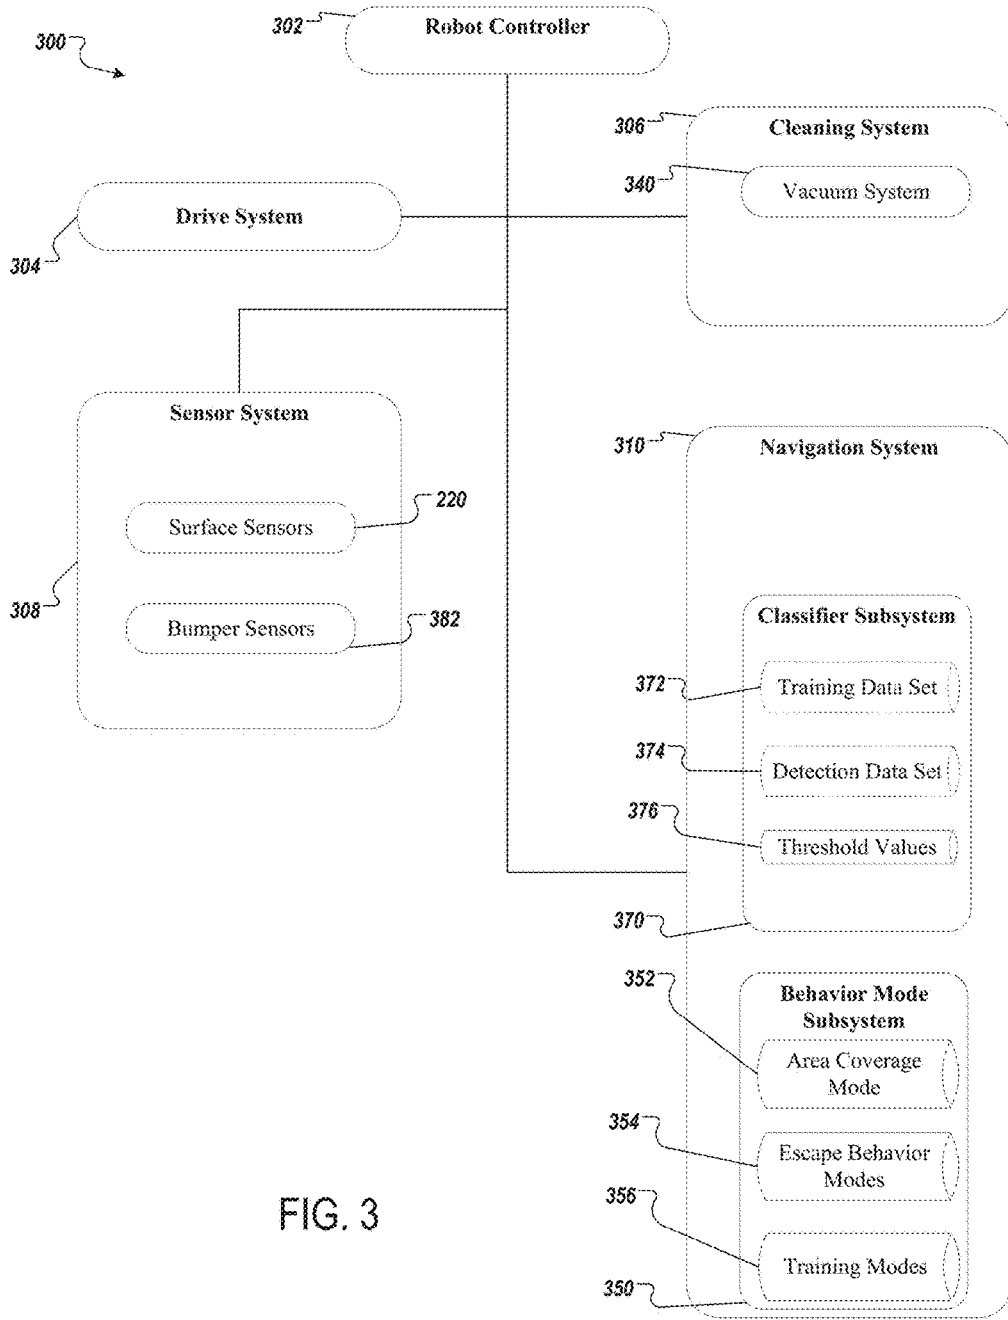 302
Robot Controller
300
306
Cleaning System
340
Vacuum System
Drive System
304
Sensor System
310
Navigation System
220
Surface Sensors
308
Bumper Sensors
382
Classifier Subsystem
372
Training Data Set
374
Detection Data Set
376
Threshold Values
370
352
Behavior Mode
Subsystem
Area Coverage
Mode
354
Escape Behavior
Modes
356
Training Modes
350
FIG. 3